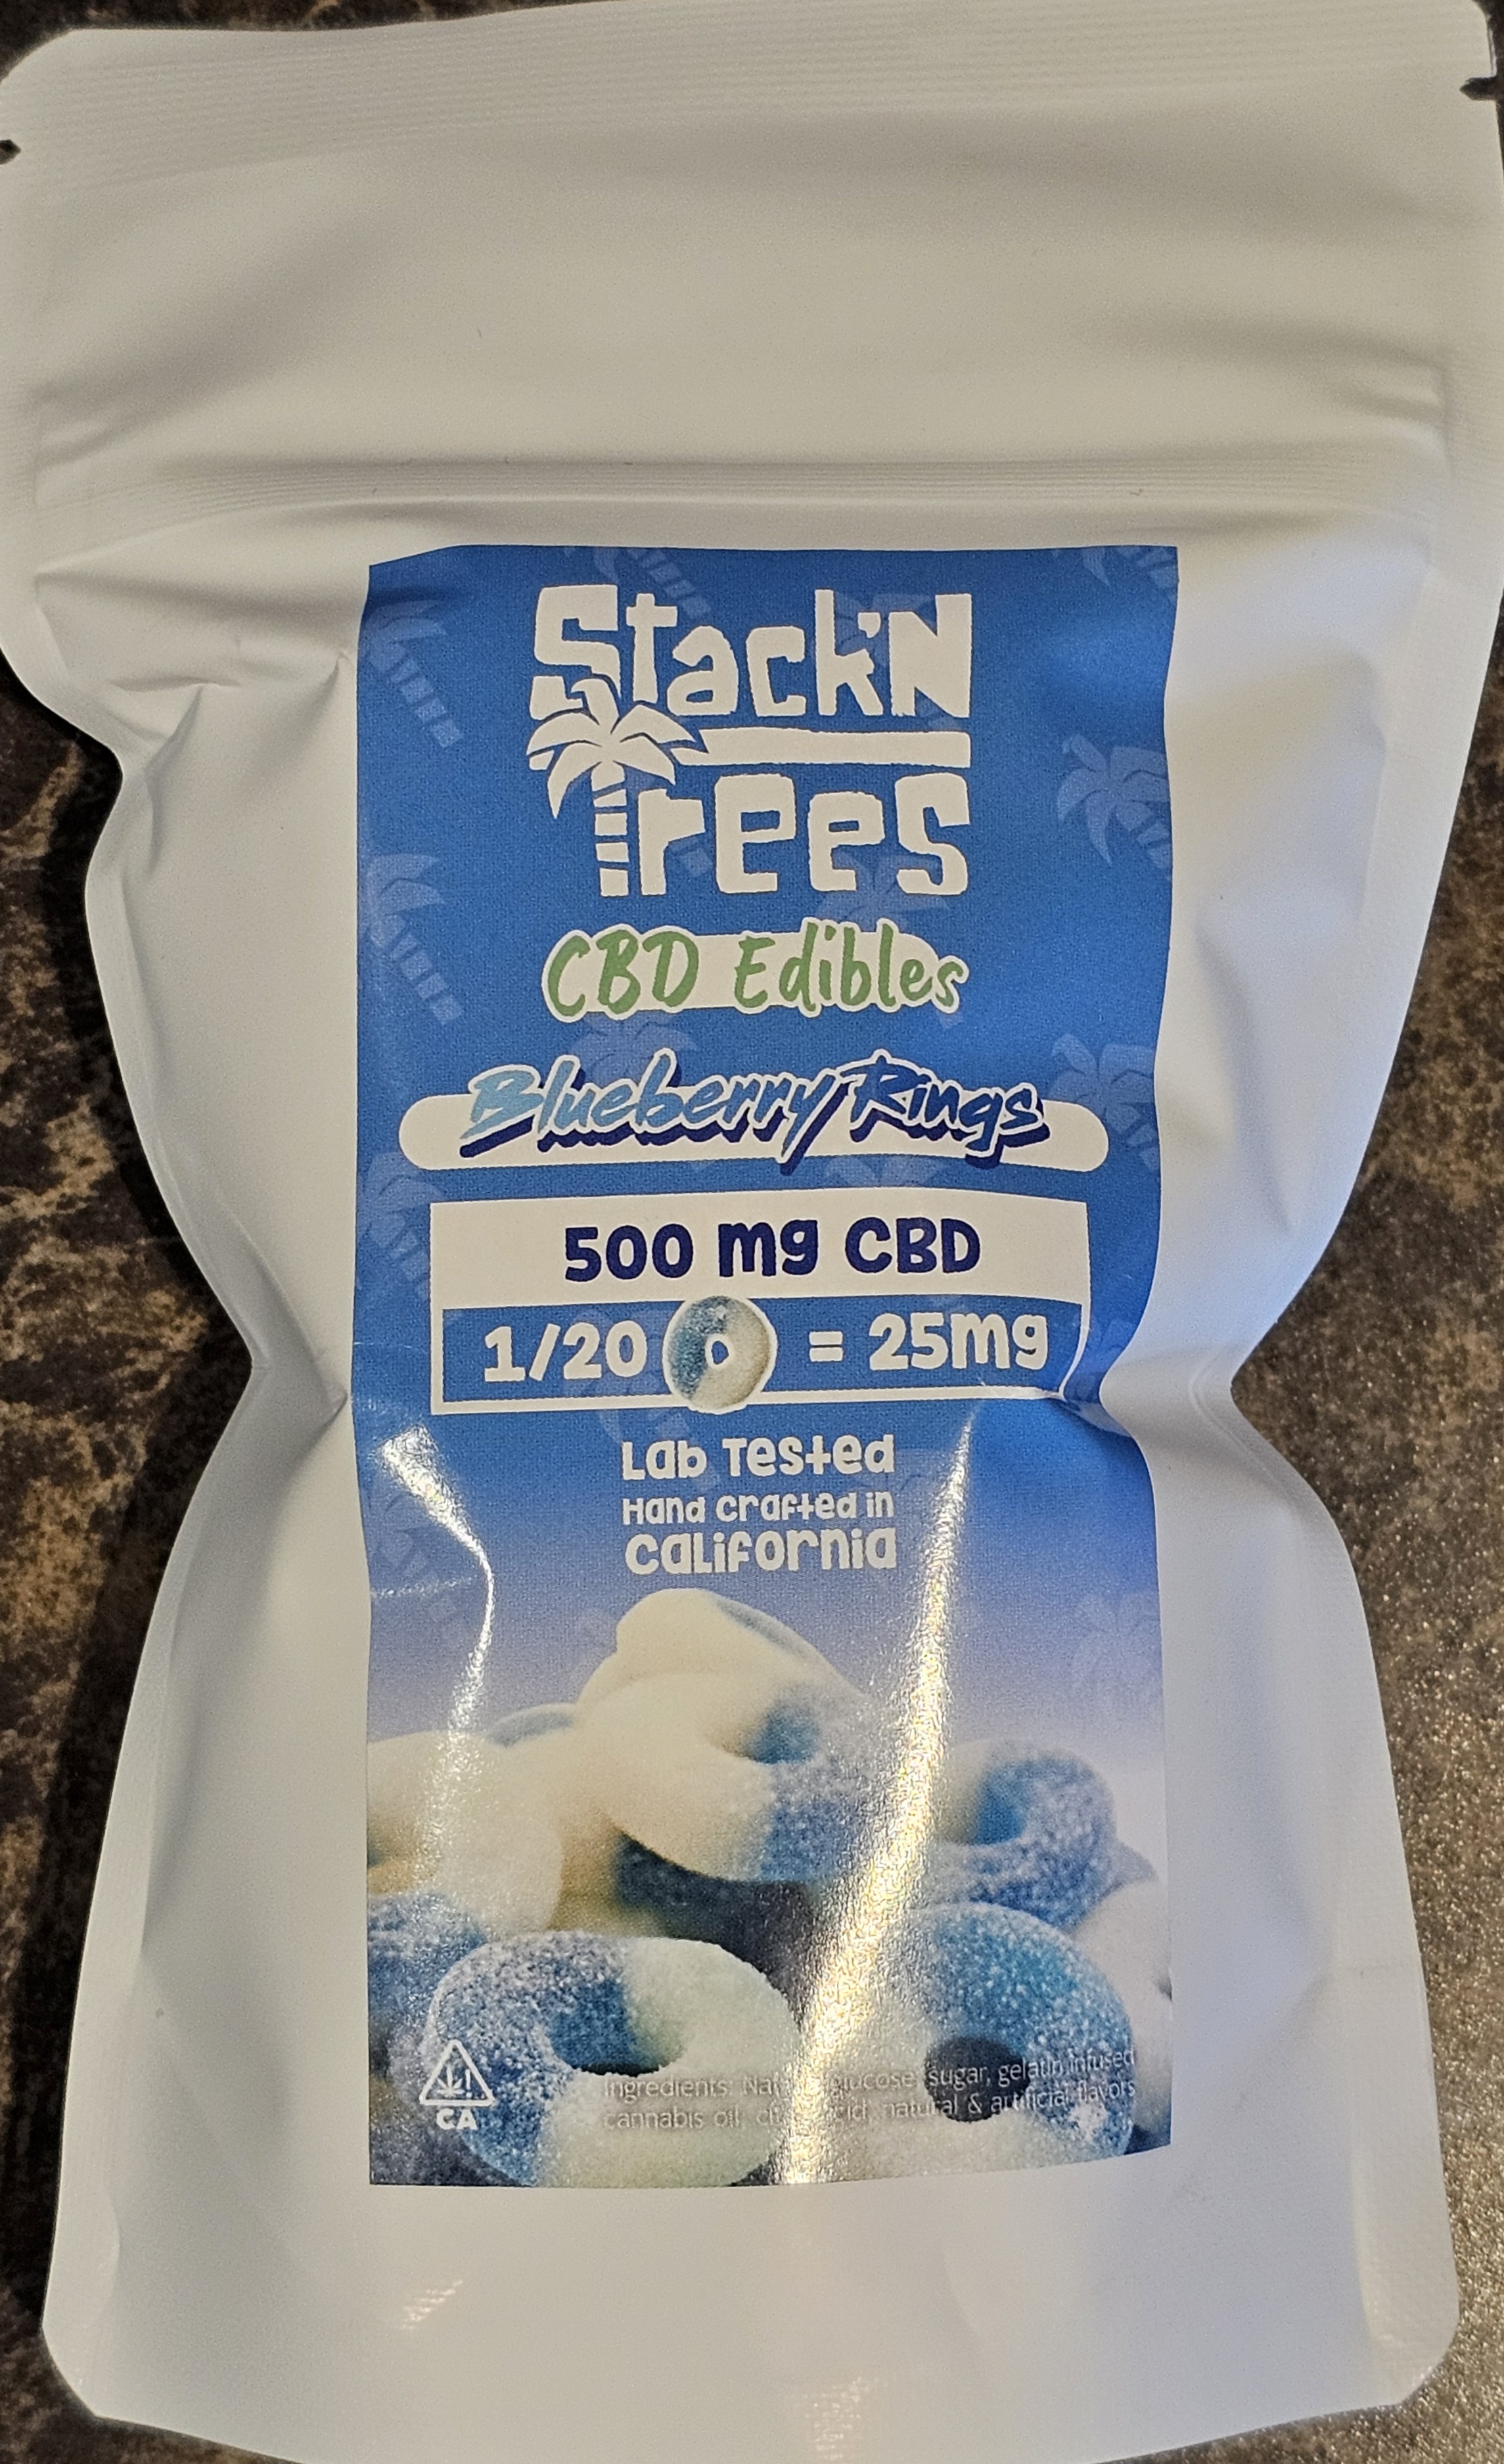 Stack'N
Trees
CBD Edibles
Blueberry Rings
500 mg CBD
1/20 = 25mg
Lab Tested
Hand Crafted in
California
Ingredients: glucose, sugar, gelatin, infused
cannabis oil, natural & artificial flavors
CA